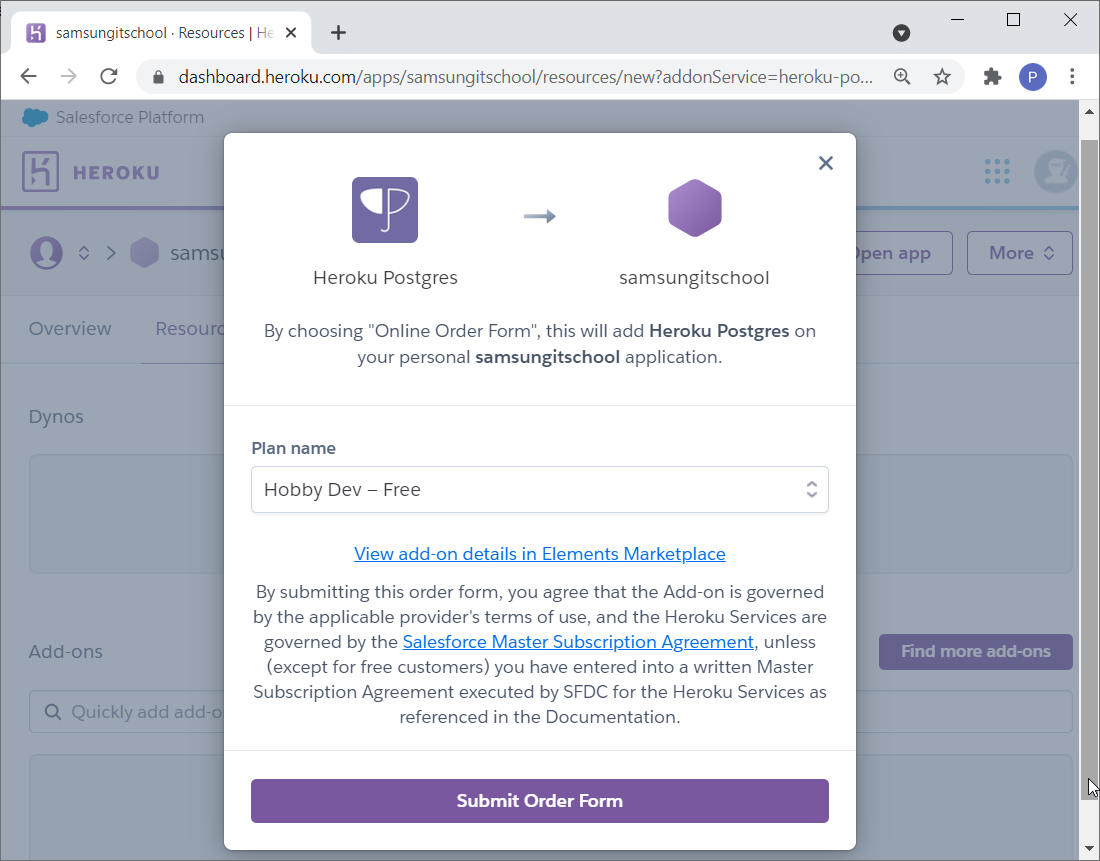 samsungitschool · Resources | He
dashboard.heroku.com/apps/samsungitschool/resources/new?addonService=heroku-po...
P
Salesforce Platform
HEROKU
samsu
pen app
More
Overview
Resourc
Heroku Postgres
samsungitschool
By choosing "Online Order Form", this will add Heroku Postgres on
your personal samsungitschool application.
Dynos
Plan name
Hobby Dev – Free
View add-on details in Elements Marketplace
By submitting this order form, you agree that the Add-on is governed
by the applicable provider's terms of use, and the Heroku Services are
governed by the Salesforce Master Subscription Agreement, unless
(except for free customers) you have entered into a written Master
Subscription Agreement executed by SFDC for the Heroku Services as
referenced in the Documentation.
Add-ons
Find more add-ons
Quickly add add-o
Submit Order Form